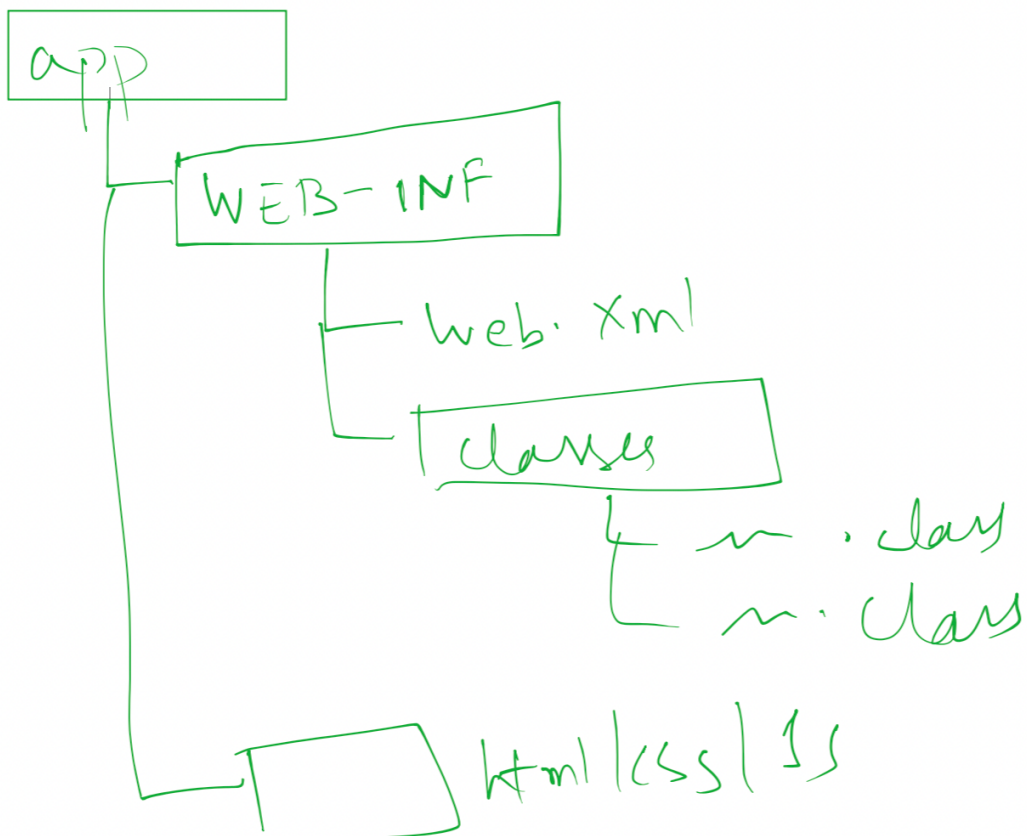 app
WEB-INF
web.xml
classes
.class
.class
html/css/Js